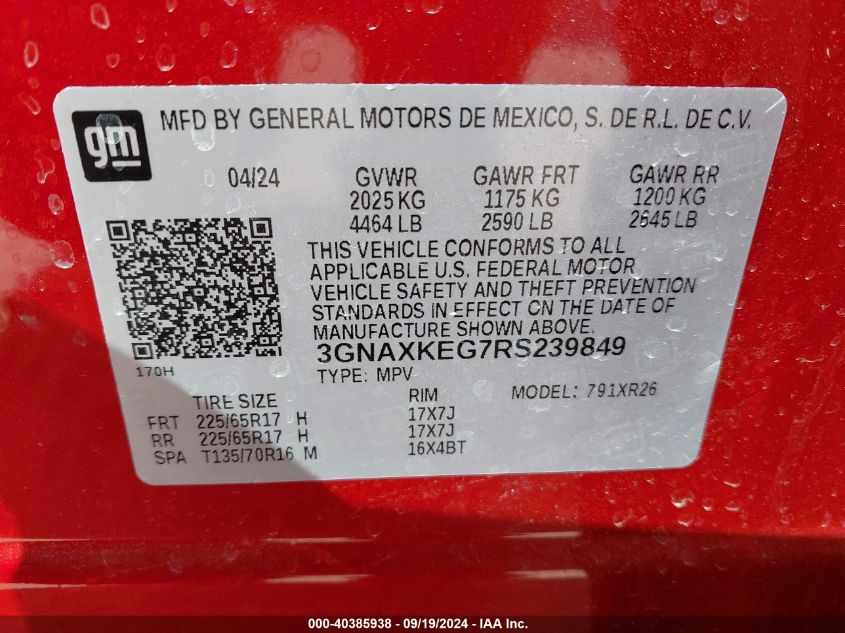 gm
MFD BY GENERAL MOTORS DE MEXICO, S. DE R.L. DE C.V.
04/24 GVWR GAWR FRT GAWR RR
2025 KG 1175 KG 1200 KG
4464 LB 2590 LB 2645 LB
THIS VEHICLE CONFORMS TO ALL
APPLICABLE U.S. FEDERAL MOTOR
VEHICLE SAFETY AND THEFT PREVENTION
STANDARDS IN EFFECT ON THE DATE OF
MANUFACTURE SHOWN ABOVE.
3GNAXKEG7RS239849
170H
TYPE: MPV
TIRE SIZE RIM MODEL: 791XR26
FRT 225/65R17 H 17X7J
RR 225/65R17 H 17X7J
SPA T135/70R16 M 16X4BT
000-40385938 - 09/19/2024 - IAA Inc.